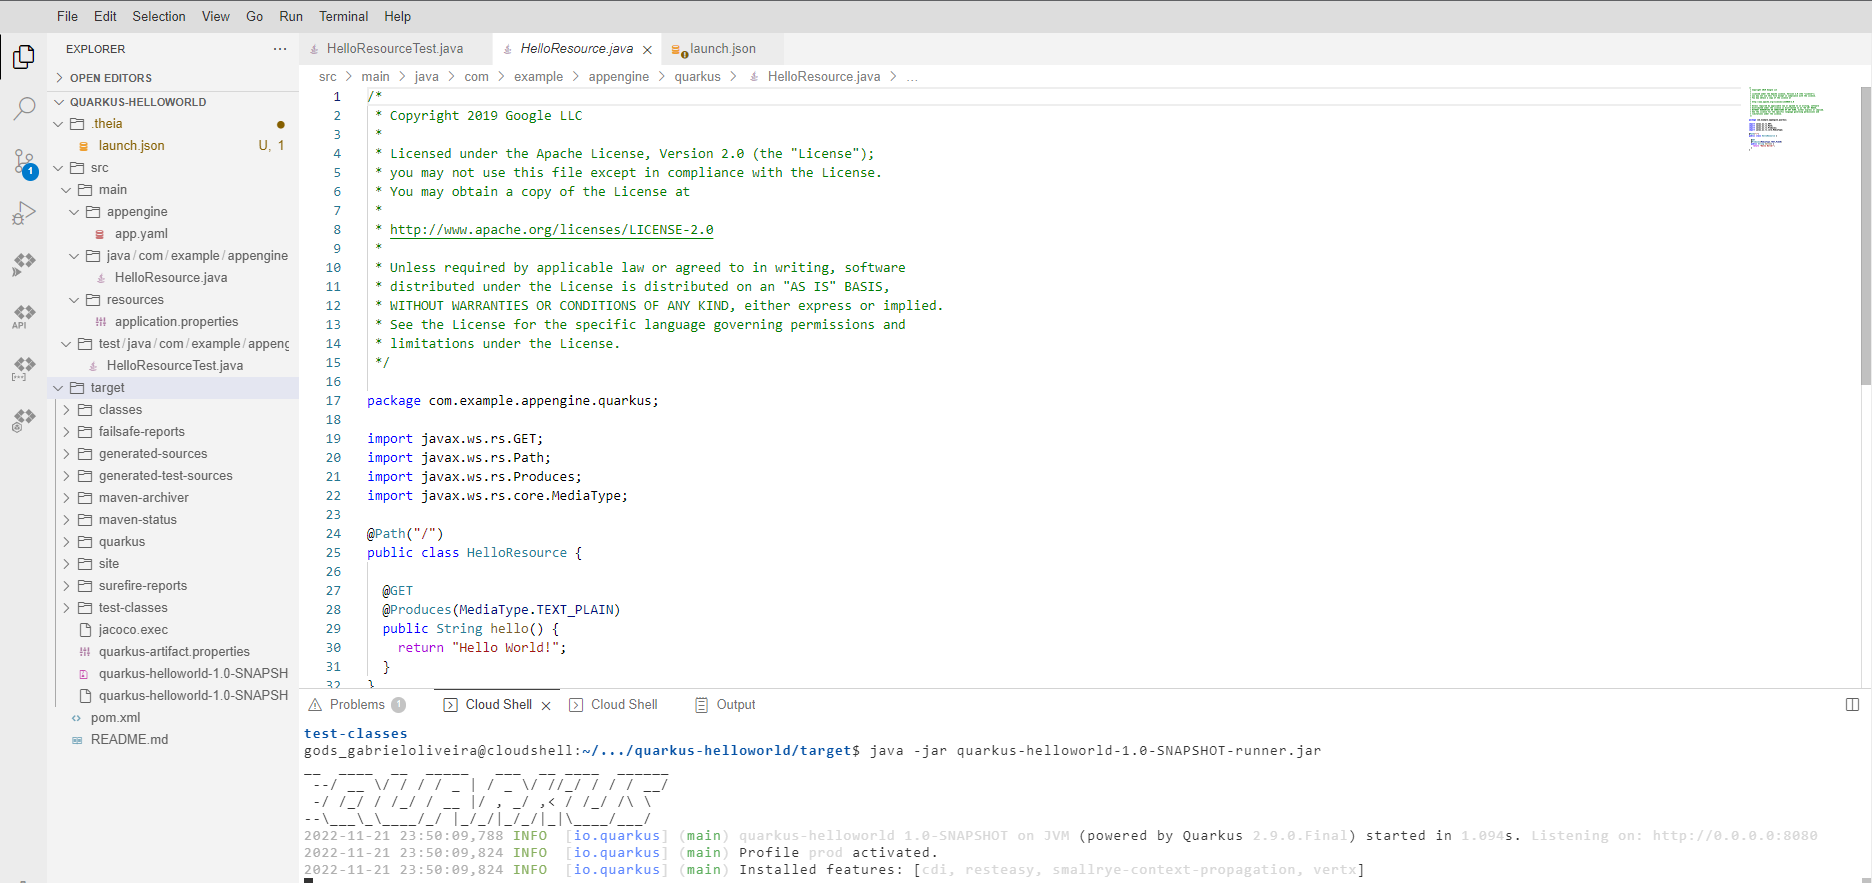 File Edit Selection View Go Run Terminal Help
EXPLORER ...
OPEN EDITORS
QUARKUS-HELLOWORLD
.theia
launch.json U, 1
src
main
appengine
app.yaml
java/com/example/appengine
HelloResource.java
resources
application.properties
test/java/com/example/appeng
HelloResourceTest.java
target
classes
failsafe-reports
generated-sources
generated-test-sources
maven-archiver
maven-status
quarkus
site
surefire-reports
test-classes
jacoco.exec
quarkus-artifact.properties
quarkus-helloworld-1.0-SNAPSH
quarkus-helloworld-1.0-SNAPSH
pom.xml
README.md
1
API
HelloResourceTest.java HelloResource.java launch.json
src > main > java > com > example > appengine > quarkus > HelloResource.java > ...
1 /*
2 * Copyright 2019 Google LLC
3 *
4 * Licensed under the Apache License, Version 2.0 (the "License");
5 * you may not use this file except in compliance with the License.
6 * You may obtain a copy of the License at
7 *
8 * http://www.apache.org/licenses/LICENSE-2.0
9 *
10 * Unless required by applicable law or agreed to in writing, software
11 * distributed under the License is distributed on an "AS IS" BASIS,
12 * WITHOUT WARRANTIES OR CONDITIONS OF ANY KIND, either express or implied.
13 * See the License for the specific language governing permissions and
14 * limitations under the License.
15 */
16
17 package com.example.appengine.quarkus;
18
19 import javax.ws.rs.GET;
20 import javax.ws.rs.Path;
21 import javax.ws.rs.Produces;
22 import javax.ws.rs.core.MediaType;
23
24 @Path("/")
25 public class HelloResource {
26
27 @GET
28 @Produces(MediaType.TEXT_PLAIN)
29 public String hello() {
30 return "Hello World!";
31 }
32 }
Problems 1 Cloud Shell Cloud Shell Output
test-classes
gods_gabrieloliveira@cloudshell:~/.../quarkus-helloworld/target$ java -jar quarkus-helloworld-1.0-SNAPSHOT-runner.jar
__  ____  __  _____   ___  __ ____  ______
 --/ __ \/ / / / _ | / _ \/ //_/ / / / __/
 -/ /_/ / /_/ / __ |/ , _/ ,< / /_/ /\ \
--\___\_\____/_/ |_/_/|_/_/|_|\____/___/
2022-11-21 23:50:09,788 INFO [io.quarkus] (main) quarkus-helloworld 1.0-SNAPSHOT on JVM (powered by Quarkus 2.9.0.Final) started in 1.094s. Listening on: http://0.0.0.0:8080
2022-11-21 23:50:09,824 INFO [io.quarkus] (main) Profile prod activated.
2022-11-21 23:50:09,824 INFO [io.quarkus] (main) Installed features: [cdi, resteasy, smallrye-context-propagation, vertx]